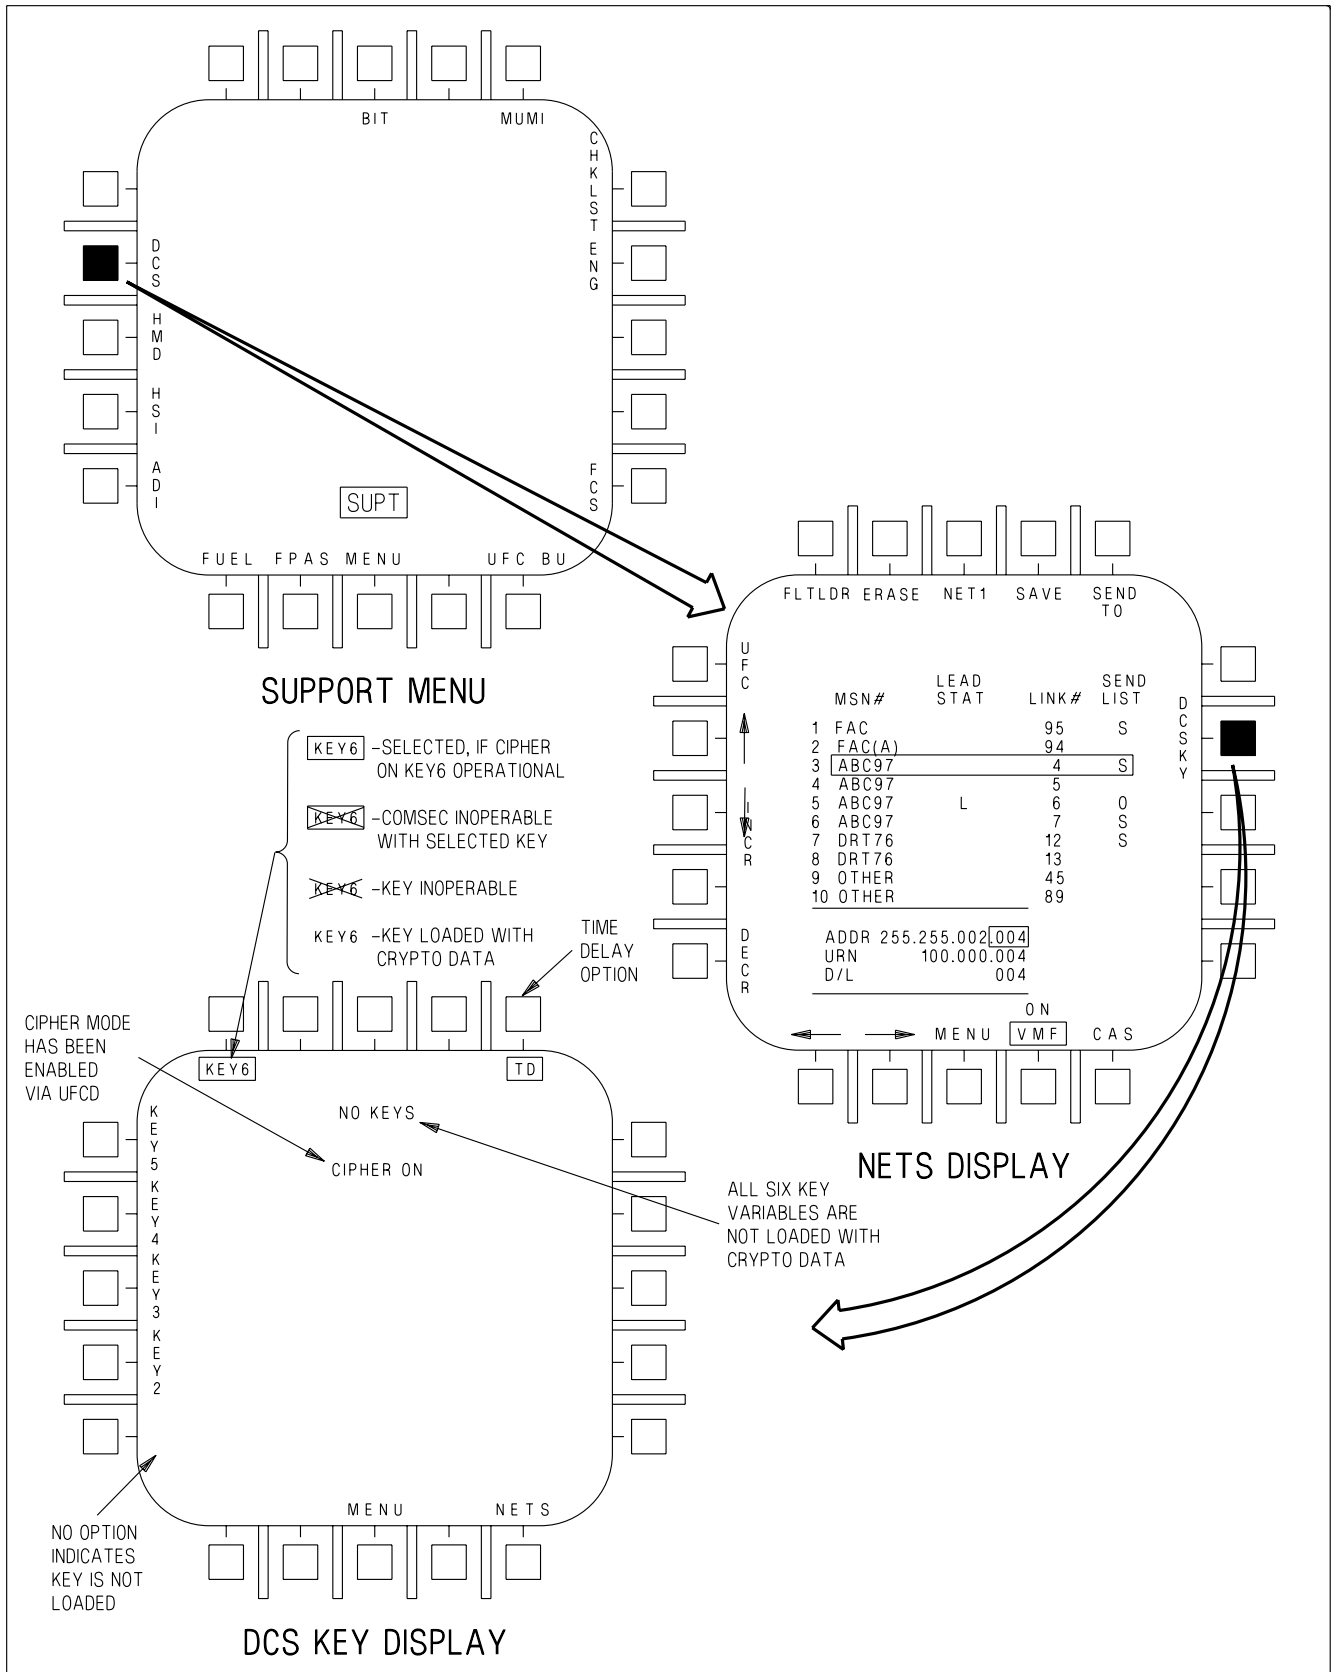 BIT MUMI
CHKLST
DCS
ENG
HMD
HSI
ADI
FCS
SUPT
FUEL FPAS MENU UFC BU
SUPPORT MENU
FLTLDR ERASE NET1 SAVE SEND TO
UFC
INCR
DECR
DCSKY
MSN# LEAD STAT LINK# SEND LIST
1 FAC 95 S
2 FAC(A) 94
3 ABC97 4 S
4 ABC97 5
5 ABC97 L 6 O
6 ABC97 7 S
7 DRT76 12 S
8 DRT76 13
9 OTHER 45
10 OTHER 89
ADDR 255.255.002.004
URN 100.000.004
D/L 004
ON
MENU VMF CAS
NETS DISPLAY
KEY6 -SELECTED, IF CIPHER
ON KEY6 OPERATIONAL
KEY6 -COMSEC INOPERABLE
WITH SELECTED KEY
KEY6 -KEY INOPERABLE
KEY6 -KEY LOADED WITH
CRYPTO DATA
TIME
DELAY
OPTION
CIPHER MODE
HAS BEEN
ENABLED
VIA UFCD
KEY6 TD
NO KEYS
CIPHER ON
KEY5
KEY4
KEY3
KEY2
ALL SIX KEY
VARIABLES ARE
NOT LOADED WITH
CRYPTO DATA
NO OPTION
INDICATES
KEY IS NOT
LOADED
MENU NETS
DCS KEY DISPLAY